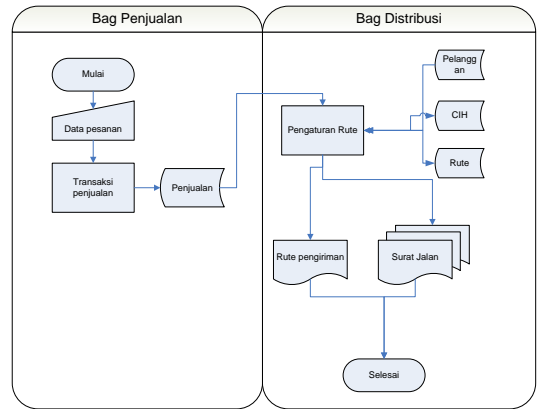 Bag Penjualan
Bag Distribusi
Mulai
Data pesanan
Transaksi
penjualan
Penjualan
Pengaturan Rute
Pelangg
an
CIH
Rute
Rute pengiriman
Surat Jalan
Selesai